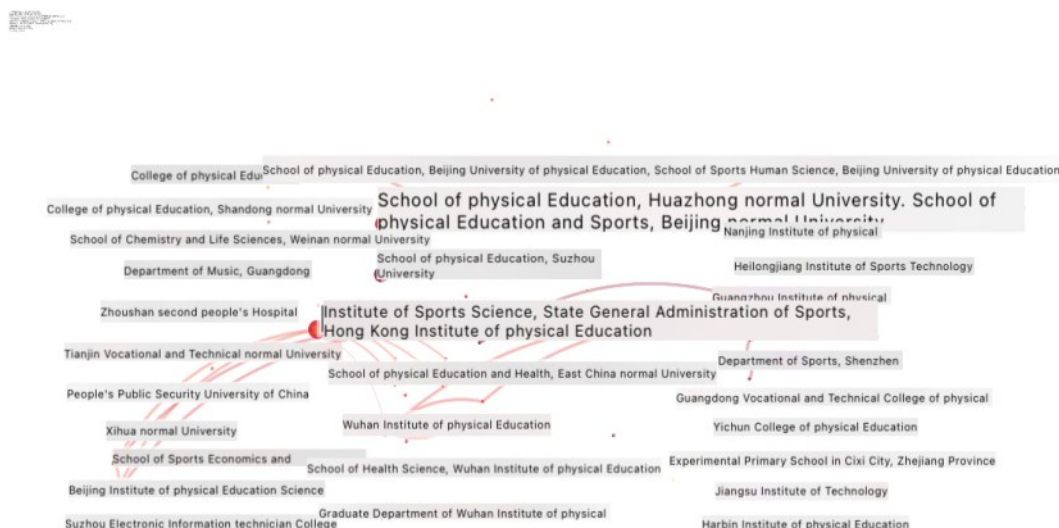 School of physical Education, Beijing University of physical Education, School of Sports Human Science, Beijing University of physical Education
College of physical
School of physical Education, Huazhong normal University. School of
physical Education and Sports, Beijing normal University
College of physical Education, Shandong normal University
Nanjing Institute of physical
School of Chemistry and Life Sciences, Weinan normal University
School of physical Education, Suzhou
University
Department of Music, Guangdong
Heilongjiang Institute of Sports Technology
Guangzhou Institute of physical
Zhoushan second people's Hospital
Institute of Sports Science, State General Administration of Sports,
Hong Kong Institute of physical Education
Tianjin Vocational and Technical normal University
Department of Sports, Shenzhen
School of physical Education and Health, East China normal University
People's Public Security University of China
Guangdong Vocational and Technical College of physical
Xihua normal University
Wuhan Institute of physical Education
Yichun College of physical Education
School of Sports Economics and
School of Health Science, Wuhan Institute of physical Education
Experimental Primary School in Cixi City, Zhejiang Province
Beijing Institute of physical Education Science
Jiangsu Institute of Technology
Suzhou Electronic Information technician College
Graduate Department of Wuhan Institute of physical
Harbin Institute of physical Education